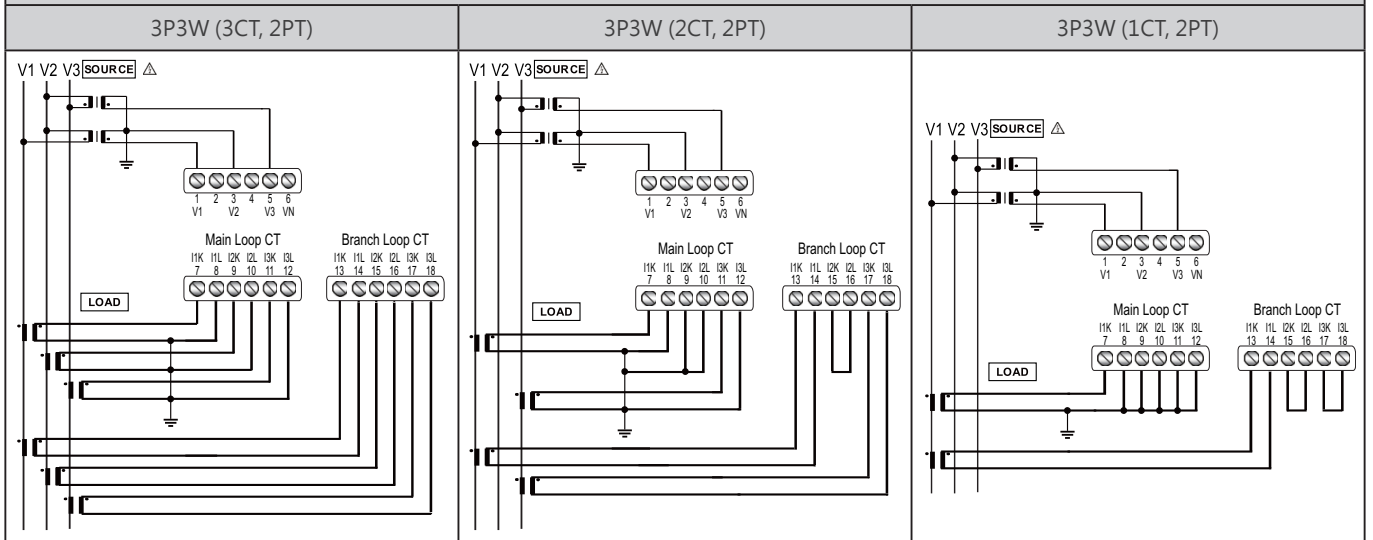 3P3W (3CT, 2PT)
V1 V2 V3 SOURCE ⚠
1 2 3 4 5 6
V1 V2 V3 VN
Main Loop CT
I1K I1L I2K I2L I3K I3L
7 8 9 10 11 12
Branch Loop CT
I1K I1L I2K I2L I3K I3L
13 14 15 16 17 18
LOAD
3P3W (2CT, 2PT)
V1 V2 V3 SOURCE ⚠
1 2 3 4 5 6
V1 V2 V3 VN
Main Loop CT
I1K I1L I2K I2L I3K I3L
7 8 9 10 11 12
Branch Loop CT
I1K I1L I2K I2L I3K I3L
13 14 15 16 17 18
LOAD
3P3W (1CT, 2PT)
V1 V2 V3 SOURCE ⚠
1 2 3 4 5 6
V1 V2 V3 VN
Main Loop CT
I1K I1L I2K I2L I3K I3L
7 8 9 10 11 12
Branch Loop CT
I1K I1L I2K I2L I3K I3L
13 14 15 16 17 18
LOAD